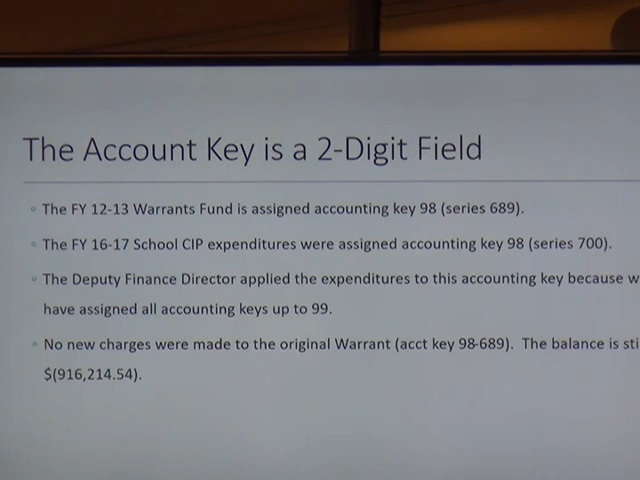 The Account Key is a 2-Digit Field
◦ The FY 12-13 Warrants Fund is assigned accounting key 98 (series 689).
◦ The FY 16-17 School CIP expenditures were assigned accounting key 98 (series 700).
◦ The Deputy Finance Director applied the expenditures to this accounting key because
have assigned all accounting keys up to 99.
◦ No new charges were made to the original Warrant (acct key 98-689). The balance is
$(916,214.54).